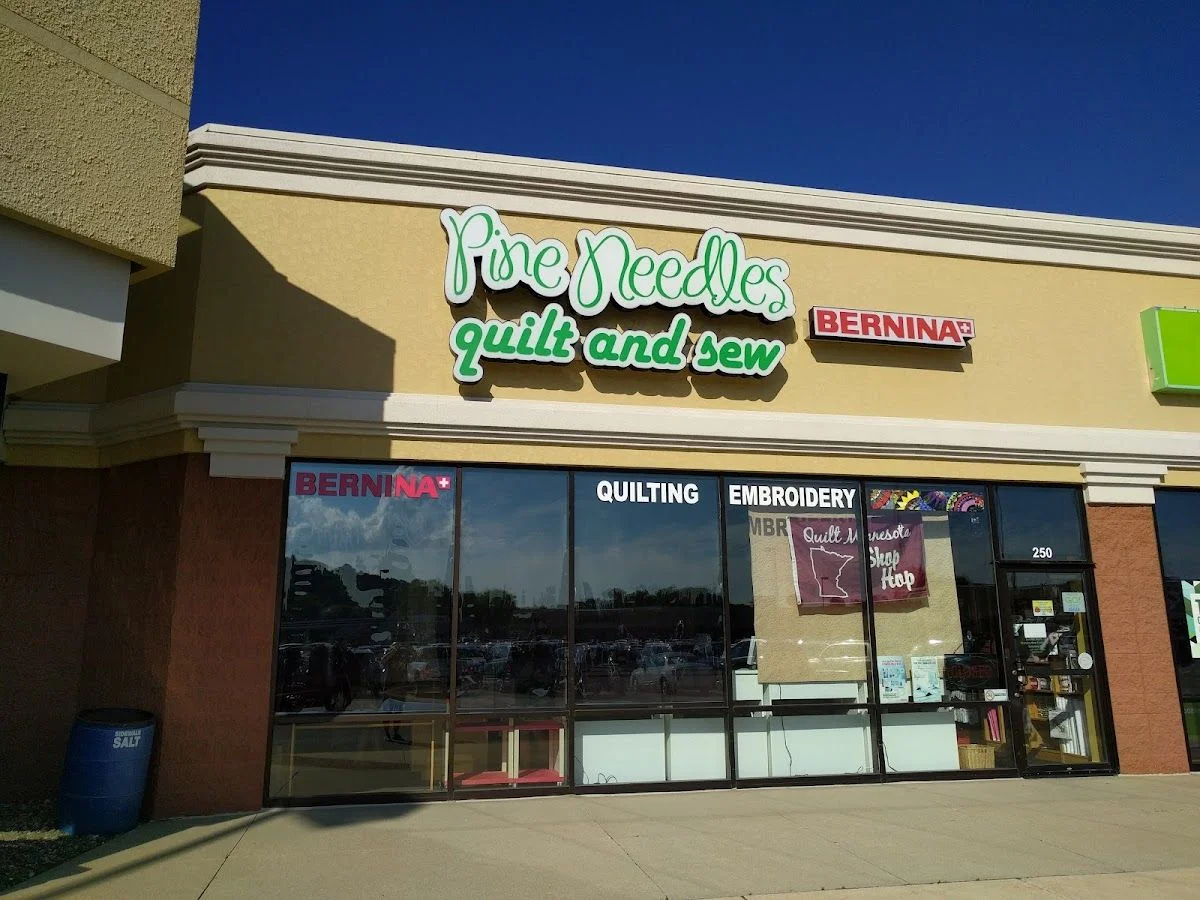 Pine Needles
quilt and sew
BERNINA+
BERNINA+
QUILTING
EMBROIDERY
Quilt Minnesota
Shop
Hop
250
SIDEWALK
SALT